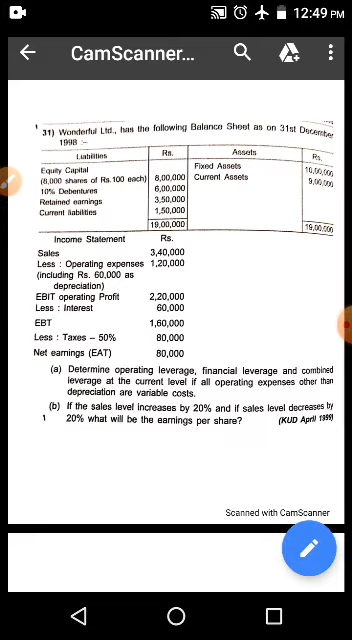 12:49 PM
CamScanner...
31) Wonderful Ltd., has the following Balance Sheet as on 31st December
1998 :-
Liabilities Rs. Assets Rs.
Equity Capital Fixed Assets 10,00,000
(8,000 shares of Rs.100 each) 8,00,000 Current Assets 9,00,000
10% Debentures 6,00,000
Retained earnings 3,50,000
Current liabilities 1,50,000
19,00,000 19,00,000
Income Statement Rs.
Sales 3,40,000
Less : Operating expenses 1,20,000
(including Rs. 60,000 as
depreciation)
EBIT operating Profit 2,20,000
Less : Interest 60,000
EBT 1,60,000
Less : Taxes – 50% 80,000
Net earnings (EAT) 80,000
(a) Determine operating leverage, financial leverage and combined
leverage at the current level if all operating expenses other than
depreciation are variable costs.
(b) If the sales level increases by 20% and if sales level decreases by
1 20% what will be the earnings per share? (KUD April 1999)
Scanned with CamScanner